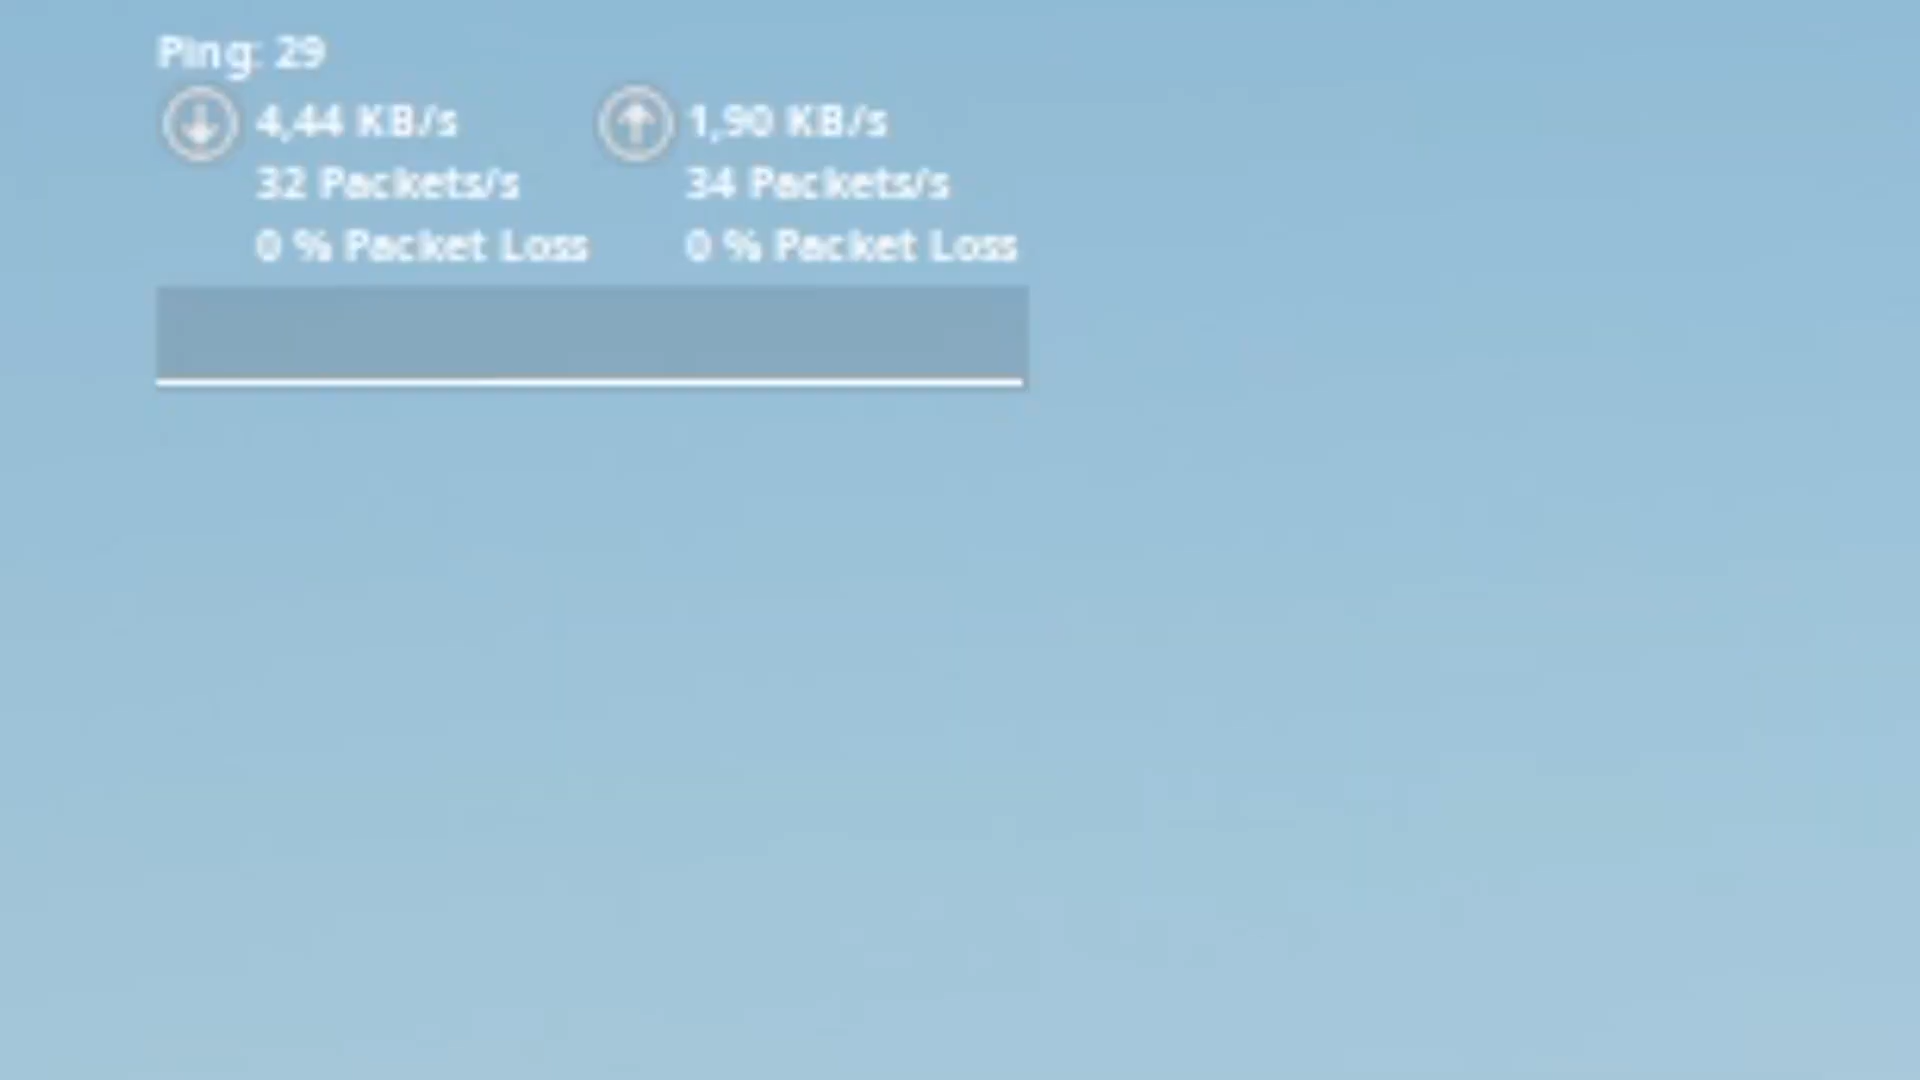 Ping: 29
4,44 KB/s 1,90 KB/s
32 Packets/s 34 Packets/s
0 % Packet Loss 0 % Packet Loss